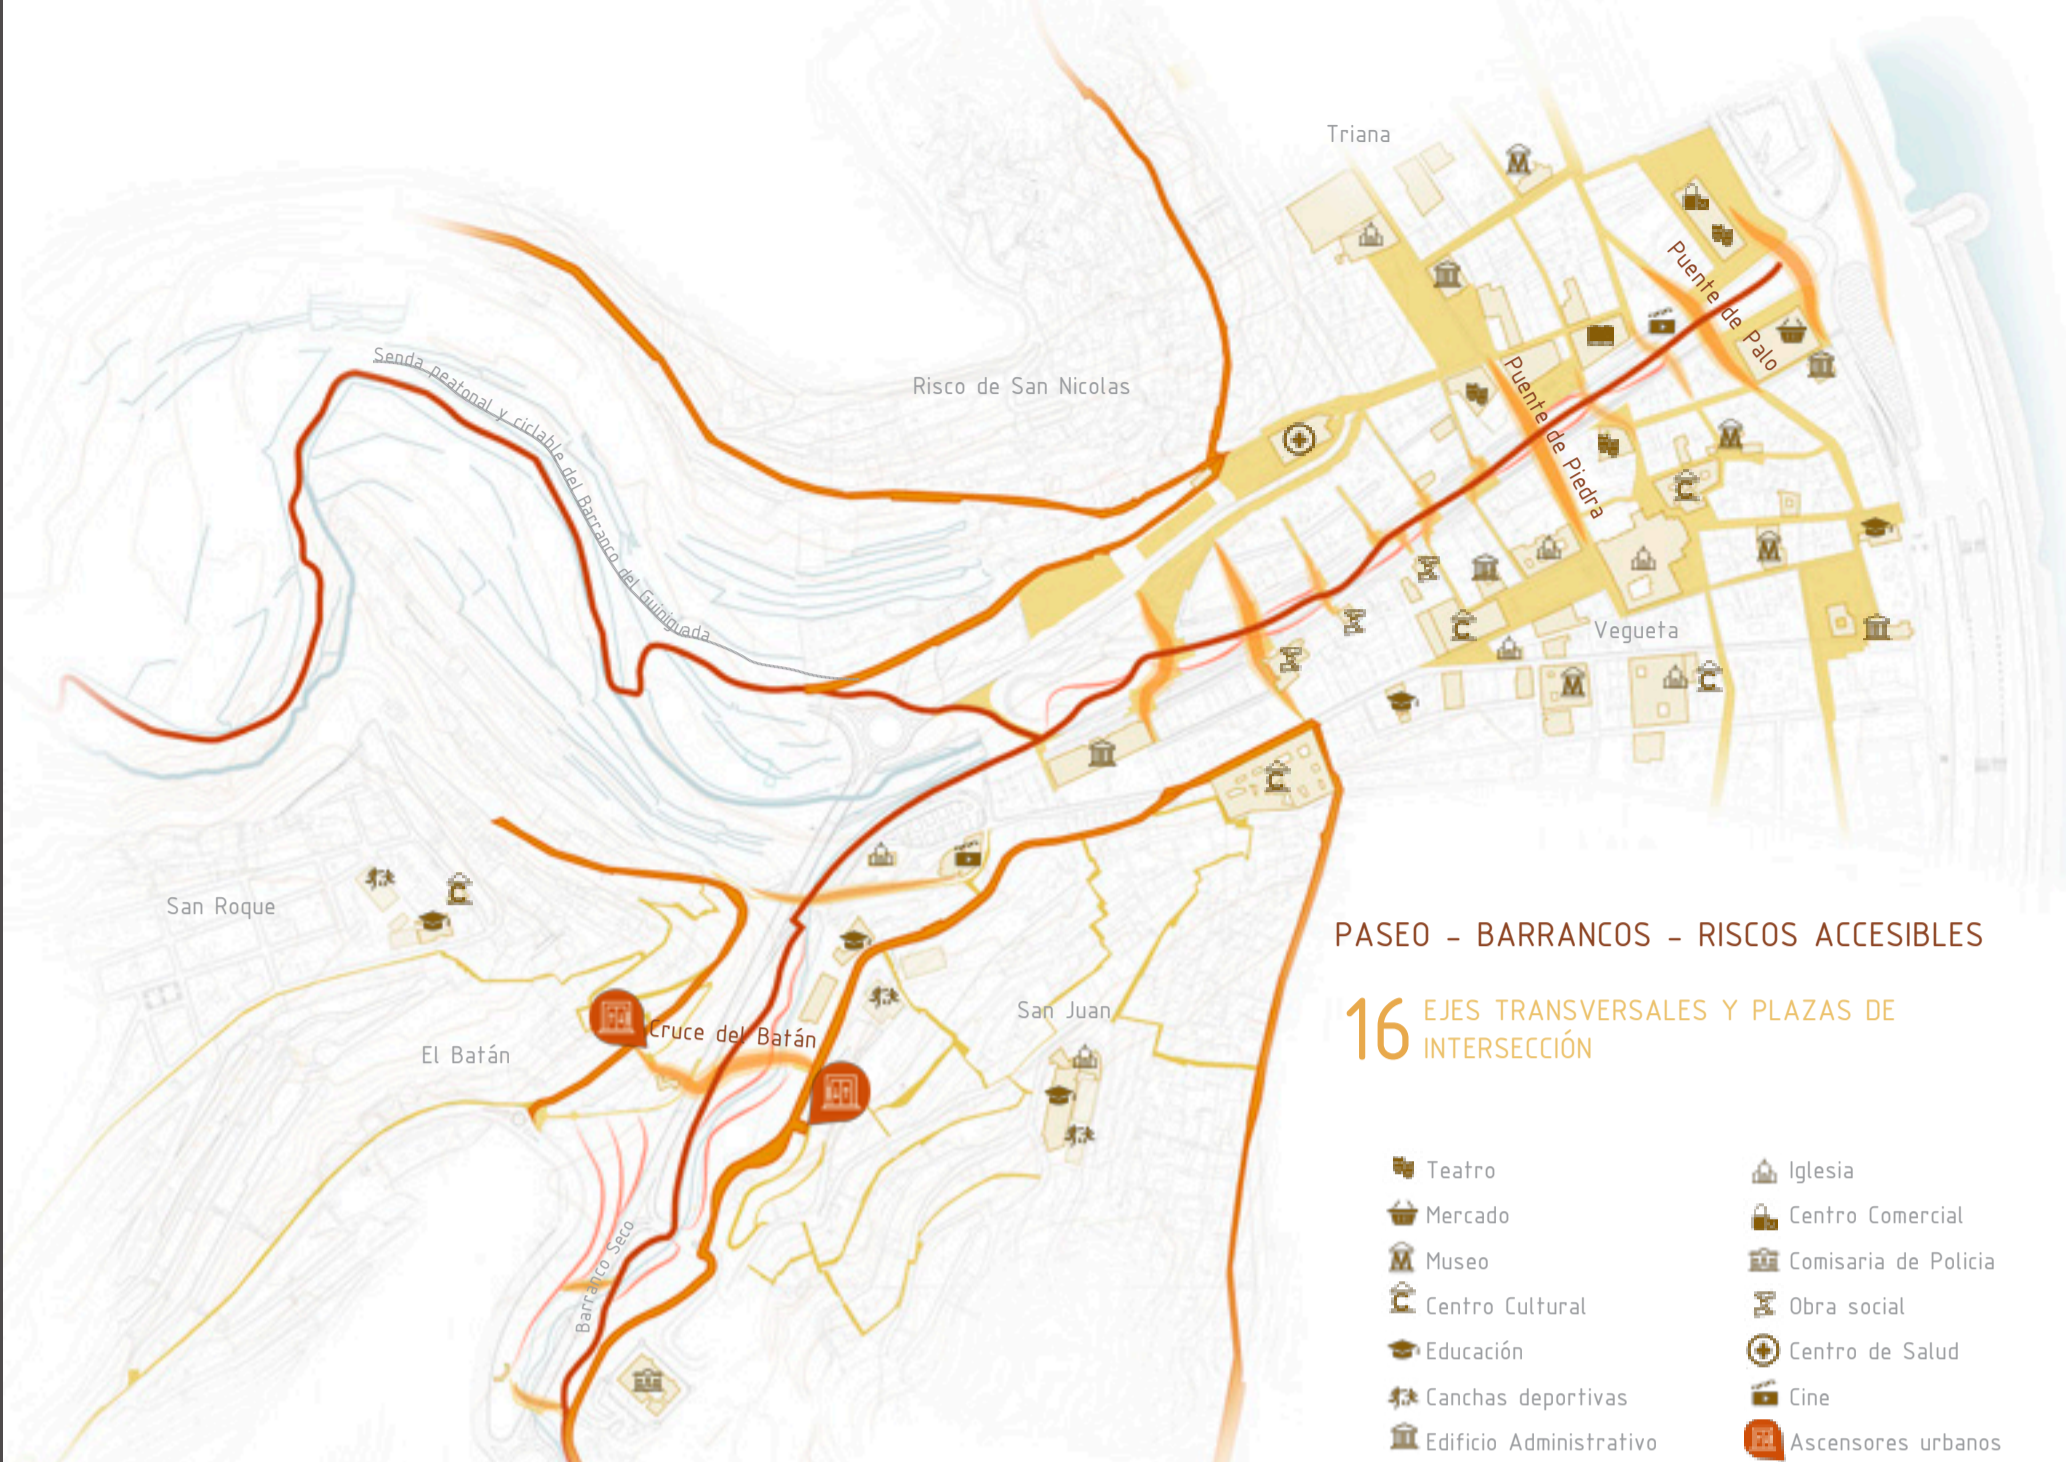 Triana
Puente de Palo
Senda peatonal y ciclable del Barranco del Guiniguada
Risco de San Nicolas
Puente de Piedra
Vegueta
San Roque
San Juan
Cruce del Batán
El Batán
Barranco Seco
PASEO - BARRANCOS - RISCOS ACCESIBLES
16 EJES TRANSVERSALES Y PLAZAS DE
INTERSECCIÓN
Teatro
Mercado
Museo
Centro Cultural
Educación
Canchas deportivas
Edificio Administrativo
Iglesia
Centro Comercial
Comisaria de Policia
Obra social
Centro de Salud
Cine
Ascensores urbanos